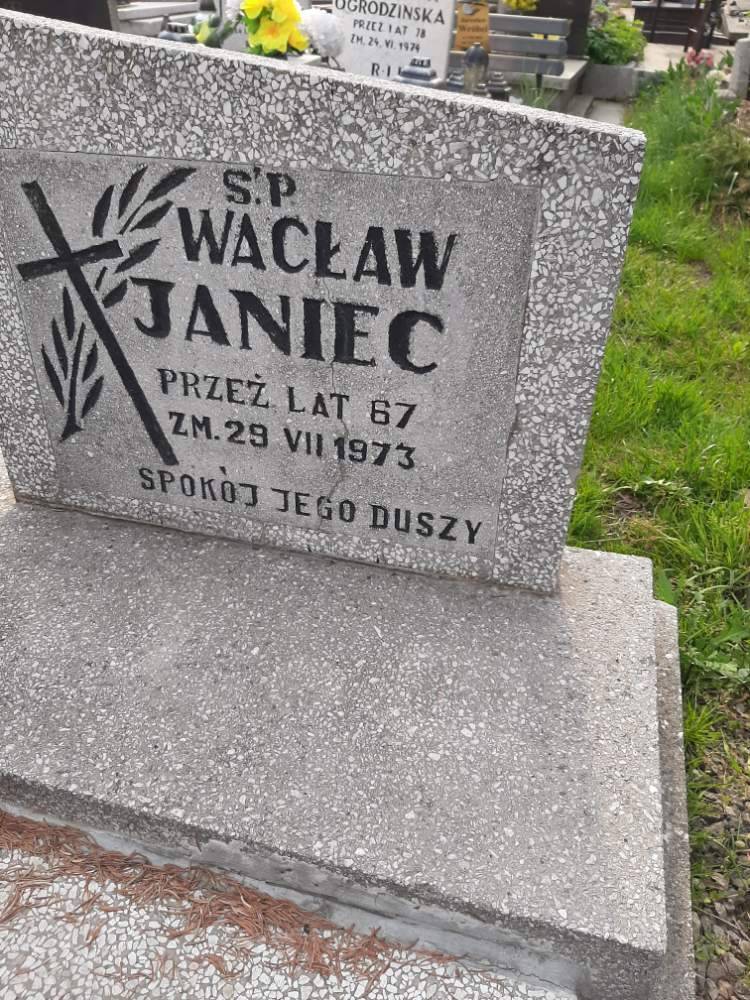 OGRODZIŃSKA
PRZEŻ LAT 78
ZM. 24. VI. 1974
Ś.P
WACŁAW
JANIEC
PRZEŻ. LAT 67
ZM. 29 VII 1973
SPOKÓJ JEGO DUSZY